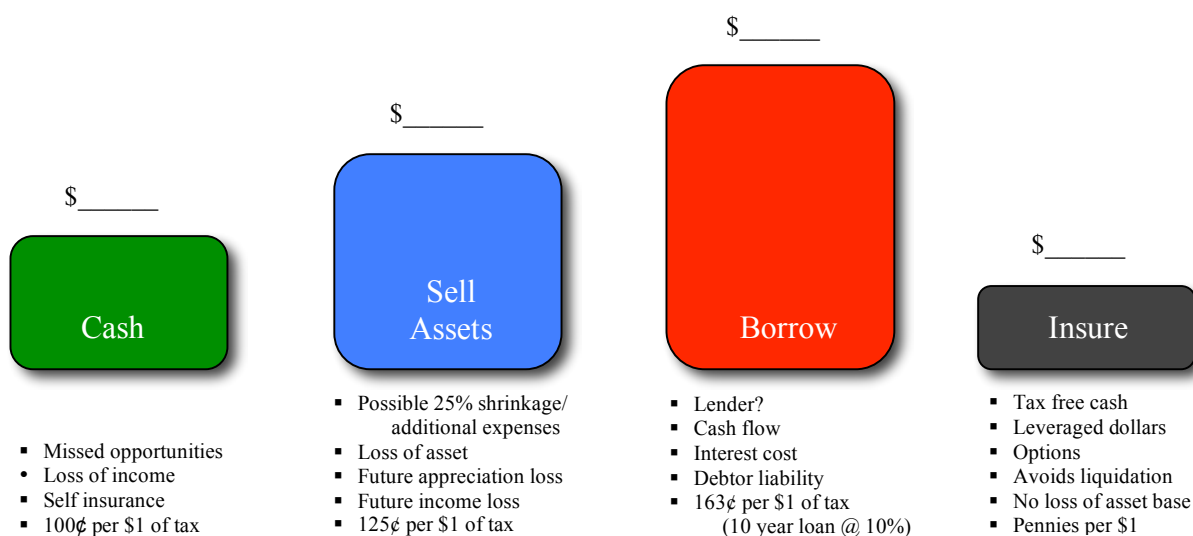 $______
Cash
▪ Missed opportunities
• Loss of income
▪ Self insurance
▪ 100¢ per $1 of tax
$______
Sell
Assets
▪ Possible 25% shrinkage/
additional expenses
▪ Loss of asset
▪ Future appreciation loss
▪ Future income loss
▪ 125¢ per $1 of tax
$______
Borrow
▪ Lender?
▪ Cash flow
▪ Interest cost
▪ Debtor liability
▪ 163¢ per $1 of tax
(10 year loan @ 10%)
$______
Insure
▪ Tax free cash
▪ Leveraged dollars
▪ Options
▪ Avoids liquidation
▪ No loss of asset base
▪ Pennies per $1